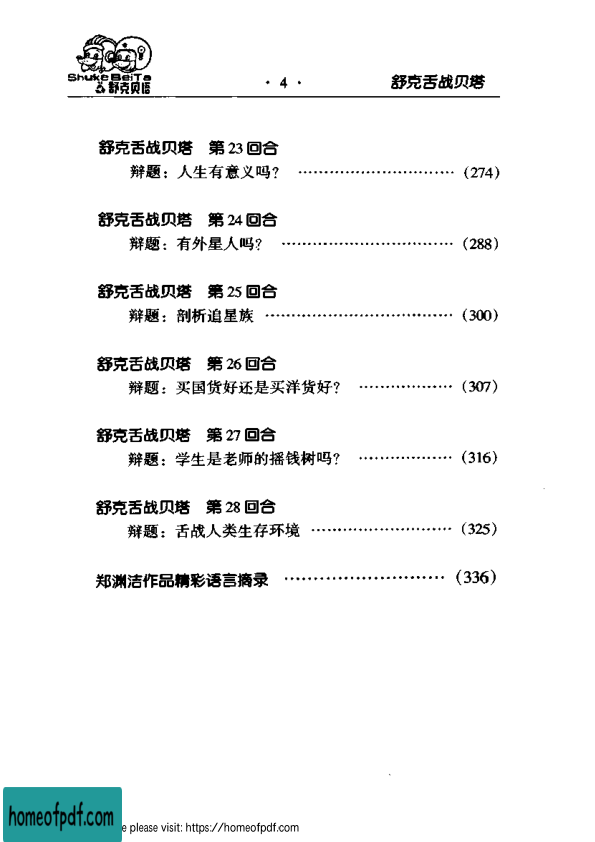 ShukeBeiTa
舒克贝塔
· 4 ·
舒克舌战贝塔
舒克舌战贝塔 第 23 回合
辩题：人生有意义吗？ ………………………… (274)
舒克舌战贝塔 第 24 回合
辩题：有外星人吗？ …………………………… (288)
舒克舌战贝塔 第 25 回合
辩题：剖析追星族 ……………………………… (300)
舒克舌战贝塔 第 26 回合
辩题：买国货好还是买洋货好？ ……………… (307)
舒克舌战贝塔 第 27 回合
辩题：学生是老师的摇钱树吗？ ……………… (316)
舒克舌战贝塔 第 28 回合
辩题：舌战人类生存环境 ……………………… (325)
郑渊洁作品精彩语言摘录 ………………………… (336)
homeofpdf.com
e please visit: https://homeofpdf.com